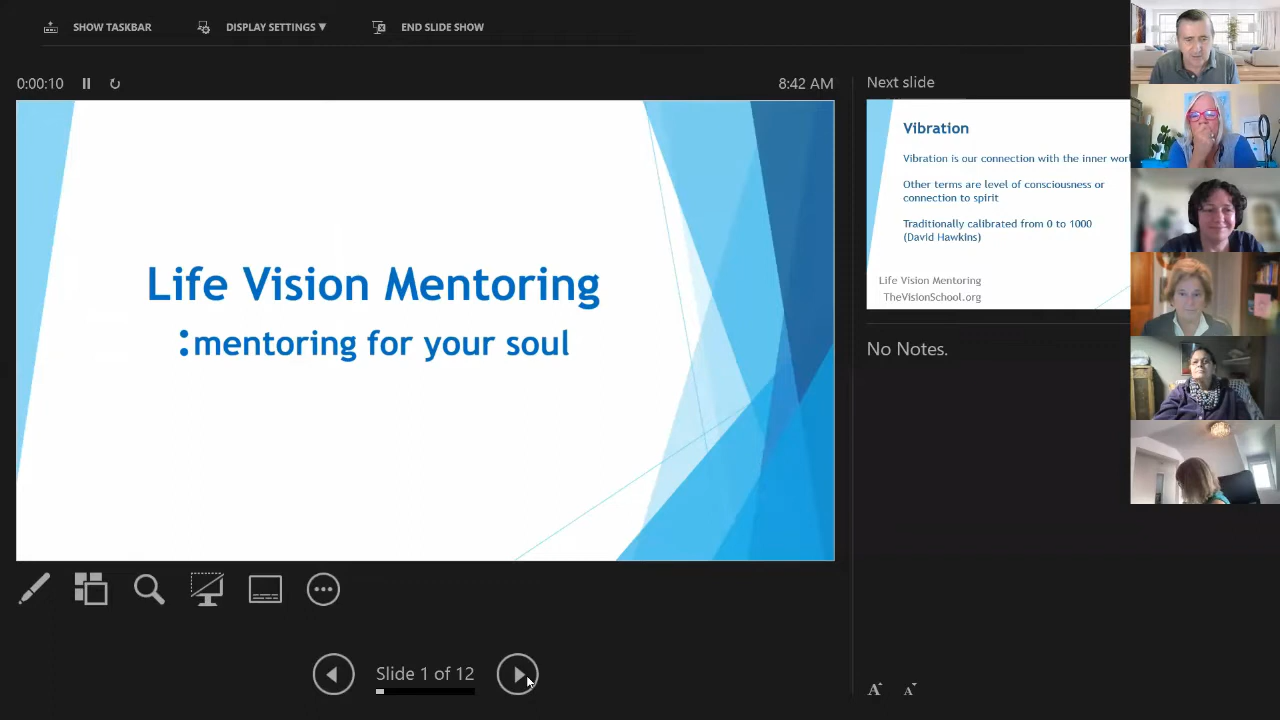 SHOW TASKBAR
DISPLAY SETTINGS ▼
END SLIDE SHOW
0:00:10
8:42 AM
Life Vision Mentoring
:mentoring for your soul
Next slide
Vibration
Vibration is our connection with the inner
Other terms are level of consciousness or
connection to spirit
Traditionally calibrated from 0 to 1000
(David Hawkins)
Life Vision Mentoring
TheVisionSchool.org
No Notes.
Slide 1 of 12
A A